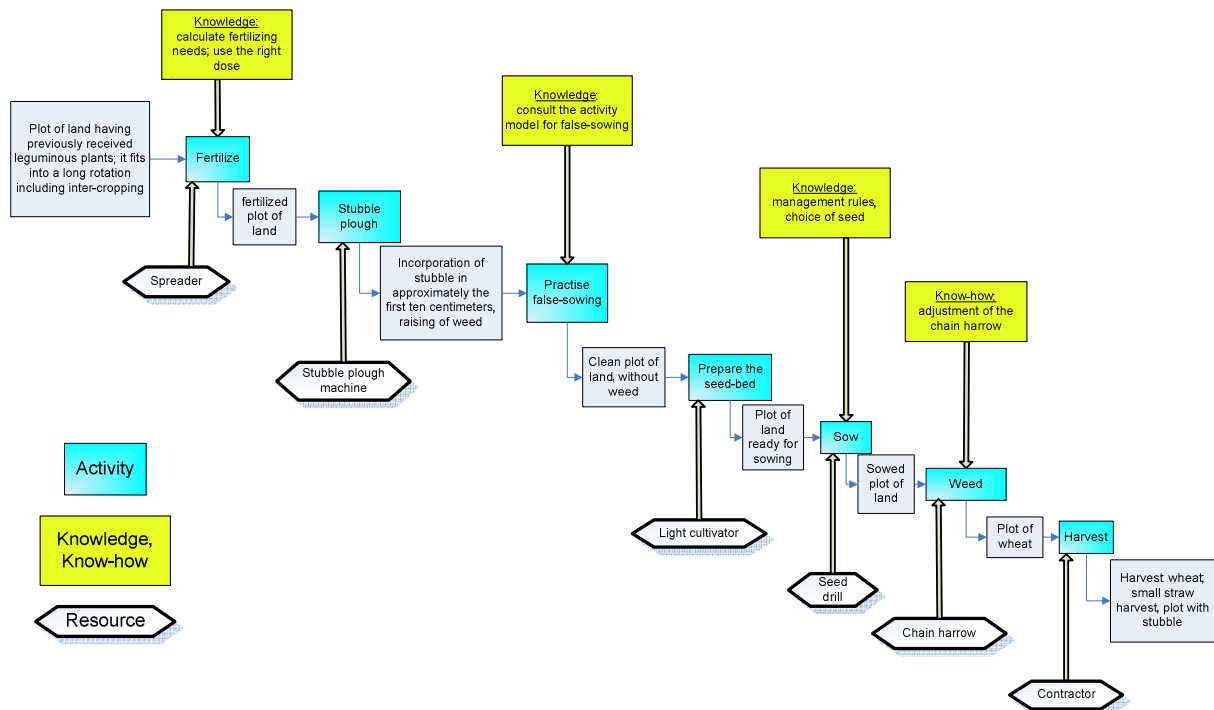 Knowledge:
calculate fertilizing
needs; use the right
dose
Plot of land having
previously received
leguminous plants; it fits
into a long rotation
including inter-cropping
Fertilize
Spreader
fertilized
plot of
land
Stubble
plough
Stubble plough
machine
Incorporation of
stubble in
approximately the
first ten centimeters,
raising of weed
Knowledge:
consult the activity
model for false-sowing
Practise
false-sowing
Clean plot of
land, without
weed
Prepare the
seed-bed
Light cultivator
Plot of
land
ready for
sowing
Knowledge:
management rules,
choice of seed
Sow
Seed
drill
Sowed
plot of
land
Know-how:
adjustment of the
chain harrow
Weed
Chain harrow
Plot of
wheat
Harvest
Contractor
Harvest wheat;
small straw
harvest, plot with
stubble
Activity
Knowledge,
Know-how
Resource